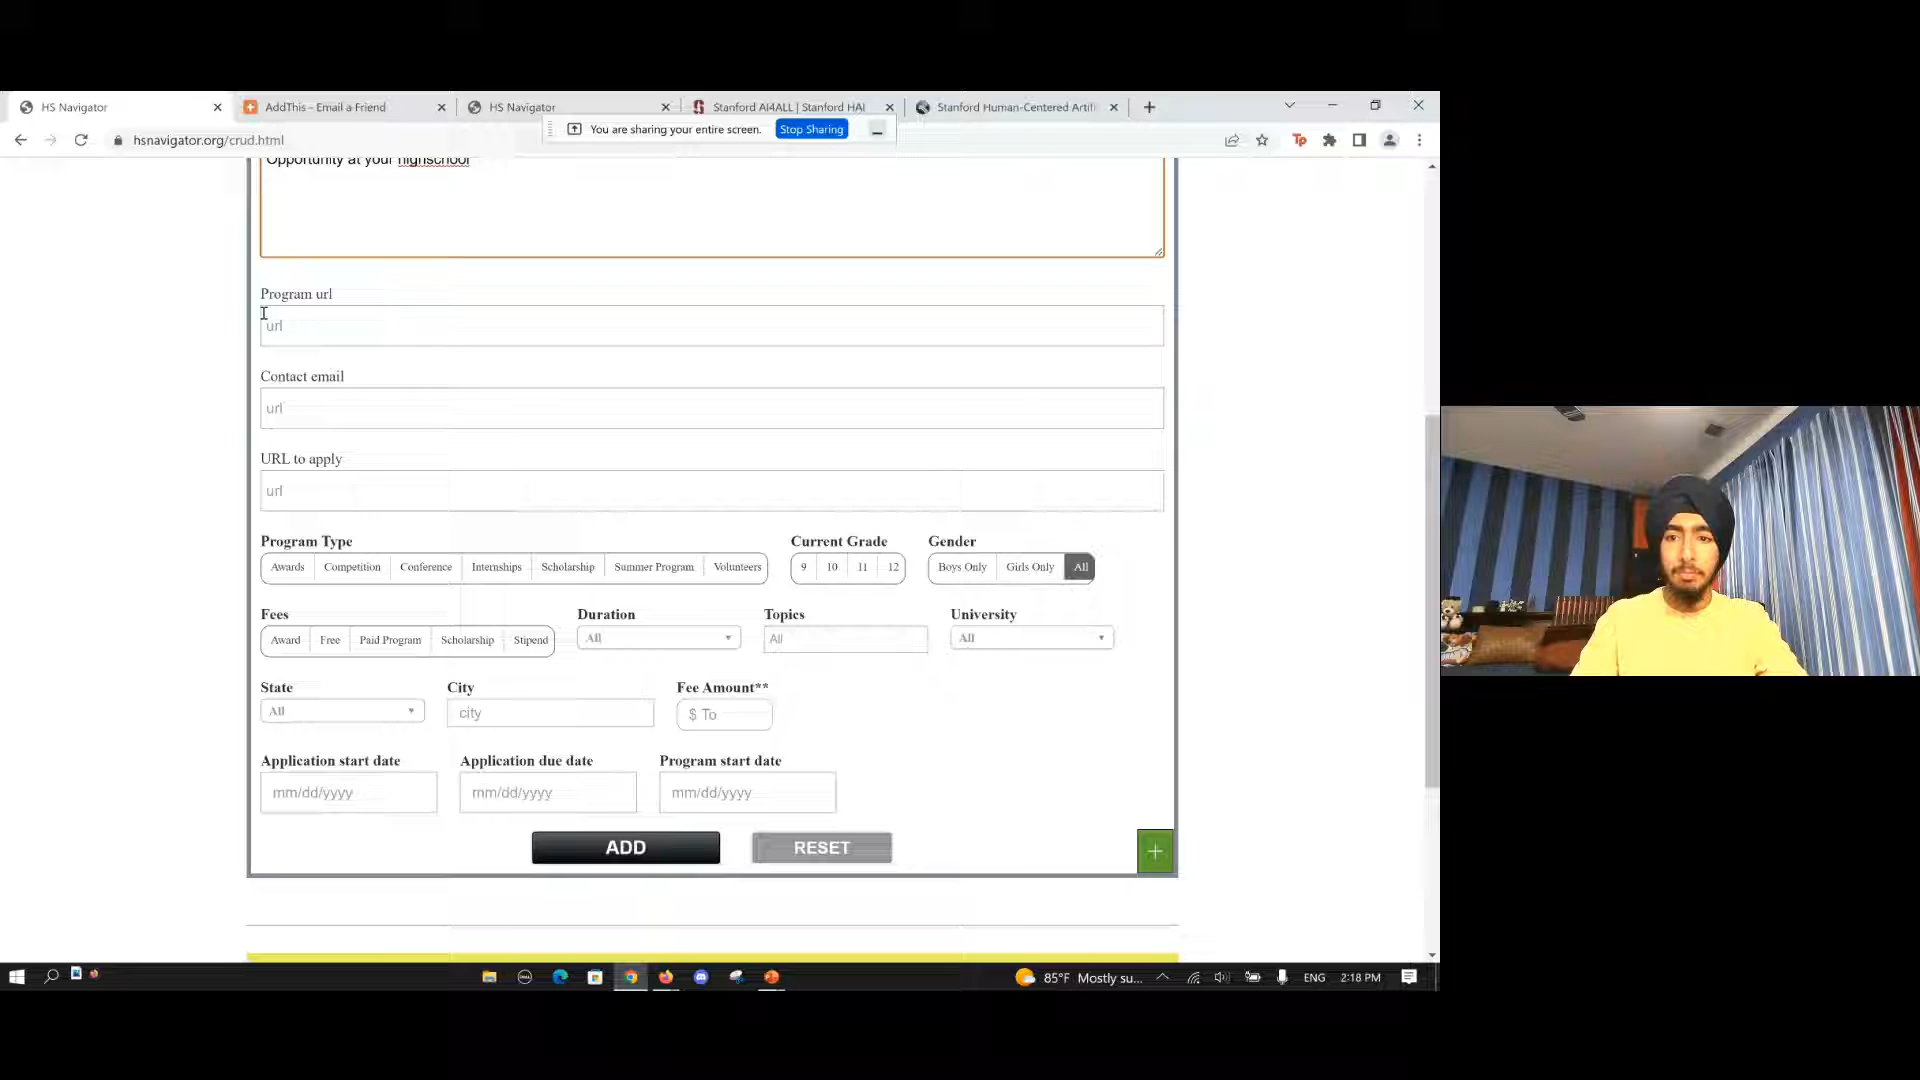 HS Navigator
AddThis - Email a Friend
HS Navigator
Stanford AI4ALL | Stanford HAI
Stanford Human-Centered Artifi
You are sharing your entire screen.
Stop Sharing
hsnavigator.org/crud.html
Tp
Opportunity at your highschool
Program url
url
Contact email
url
URL to apply
url
Program Type
Current Grade
Gender
Awards
Competition
Conference
Internships
Scholarship
Summer Program
Volunteers
9
10
11
12
Boys Only
Girls Only
All
Fees
Duration
Topics
University
Award
Free
Paid Program
Scholarship
Stipend
All
All
All
State
City
Fee Amount**
All
city
$ To
Application start date
Application due date
Program start date
mm/dd/yyyy
mm/dd/yyyy
mm/dd/yyyy
ADD
RESET
+
85°F Mostly su...
ENG
2:18 PM